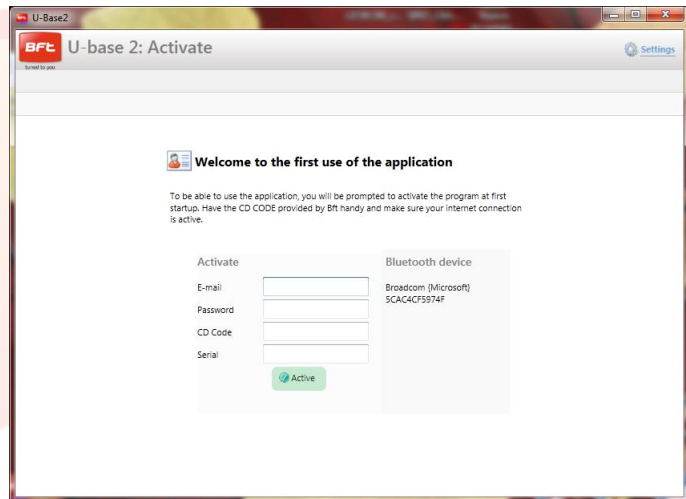 U-Base2
BFt U-base 2: Activate
Settings
tuned to you
Welcome to the first use of the application
To be able to use the application, you will be prompted to activate the program at first
startup. Have the CD CODE provided by Bft handy and make sure your internet connection
is active.
Activate
Bluetooth device
E-mail
Broadcom (Microsoft)
5CAC4CF5974F
Password
CD Code
Serial
Active